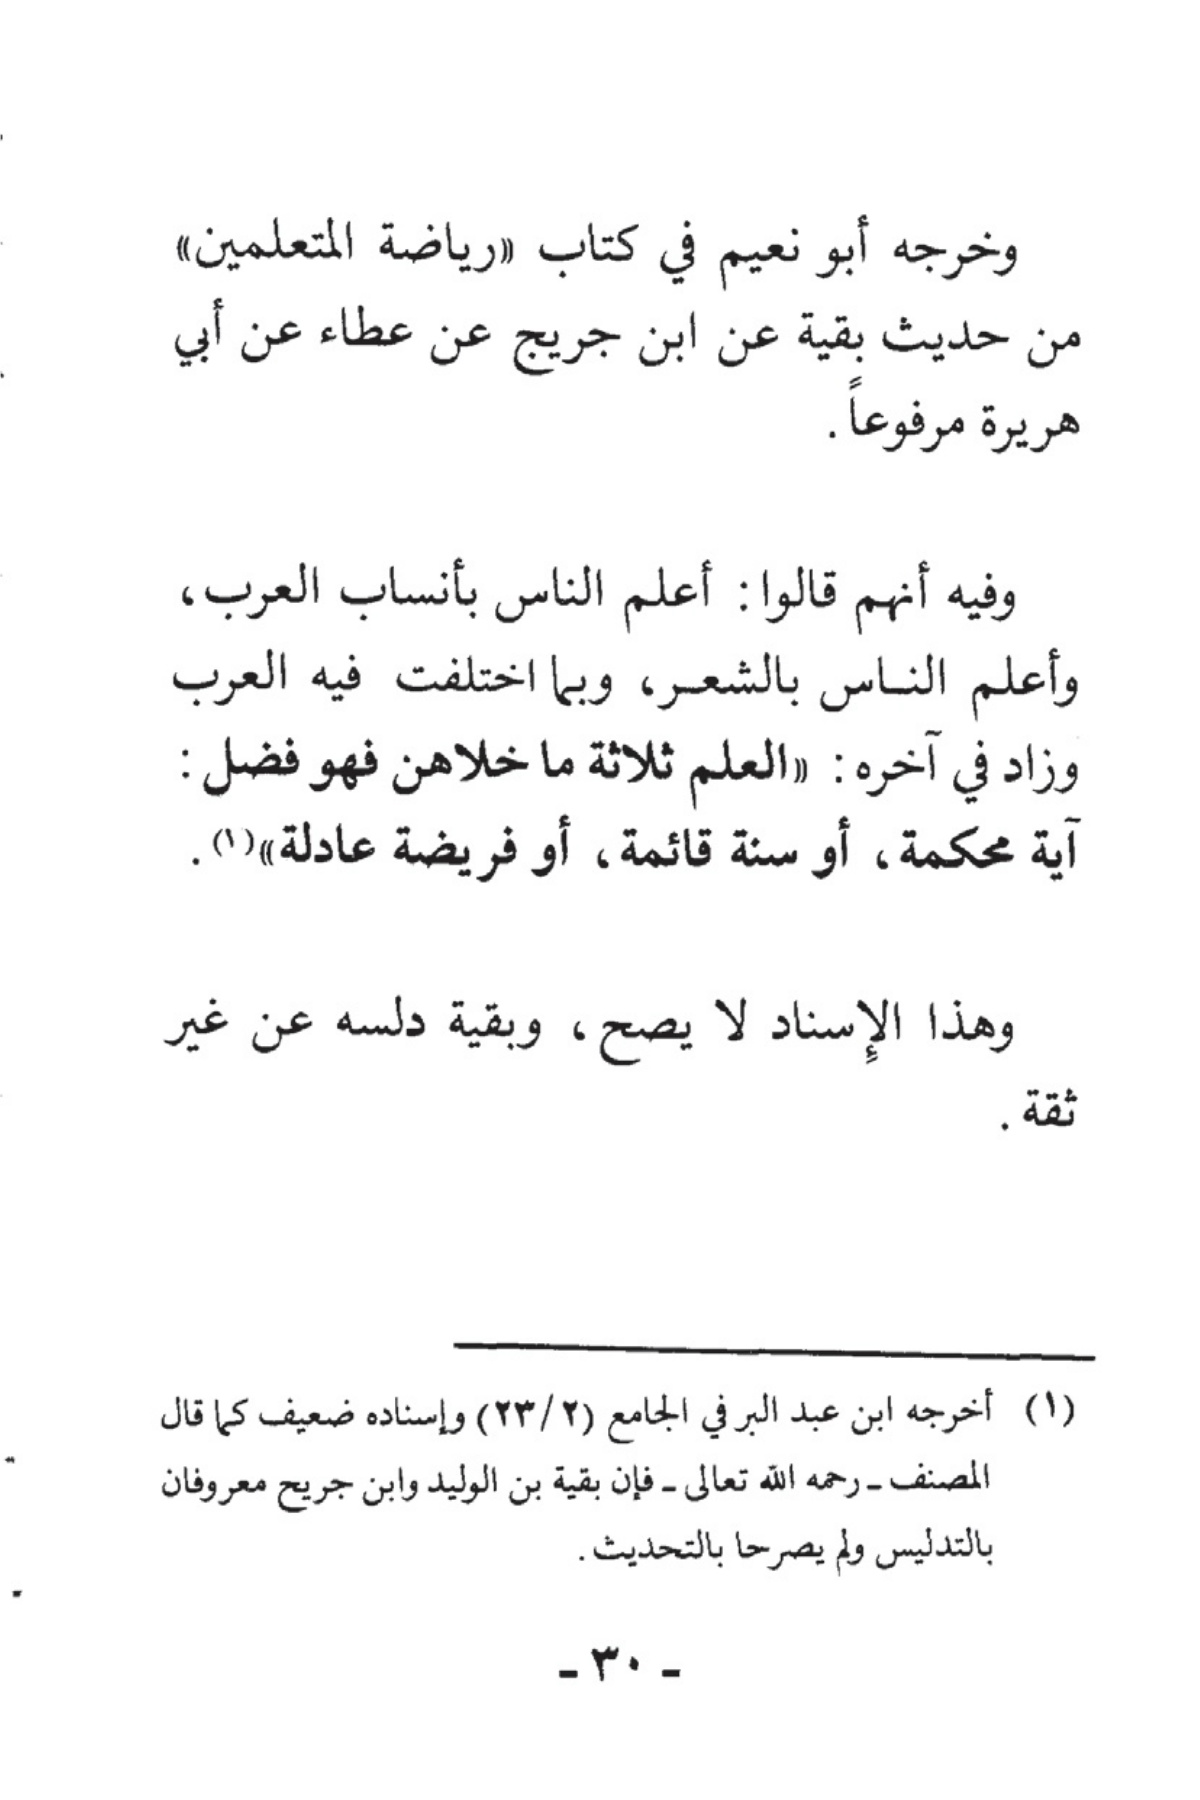 وخرجه أبو نعيم في كتاب «رياضة المتعلمين»
من حديث بقية عن ابن جريج عن عطاء عن أبي
هريرة مرفوعاً.
وفيه أنهم قالوا: أعلم الناس بأنساب العرب،
وأعلم النـاس بالشعـر، وبما اختلفت فيه العرب
وزاد في آخره: «العلم ثلاثة ما خلاهن فهو فضل:
آية محكمة، أو سنة قائمة، أو فريضة عادلة»(١).
وهذا الإسناد لا يصح، وبقية دلسه عن غير
ثقة.
(١) أخرجه ابن عبد البر في الجامع (٢/ ٢٣) وإسناده ضعيف كما قال
المصنف ـ رحمه الله تعالى ـ فإن بقية بن الوليد وابن جريح معروفان
بالتدليس ولم يصرحا بالتحديث.
ـ ٣٠ ـ